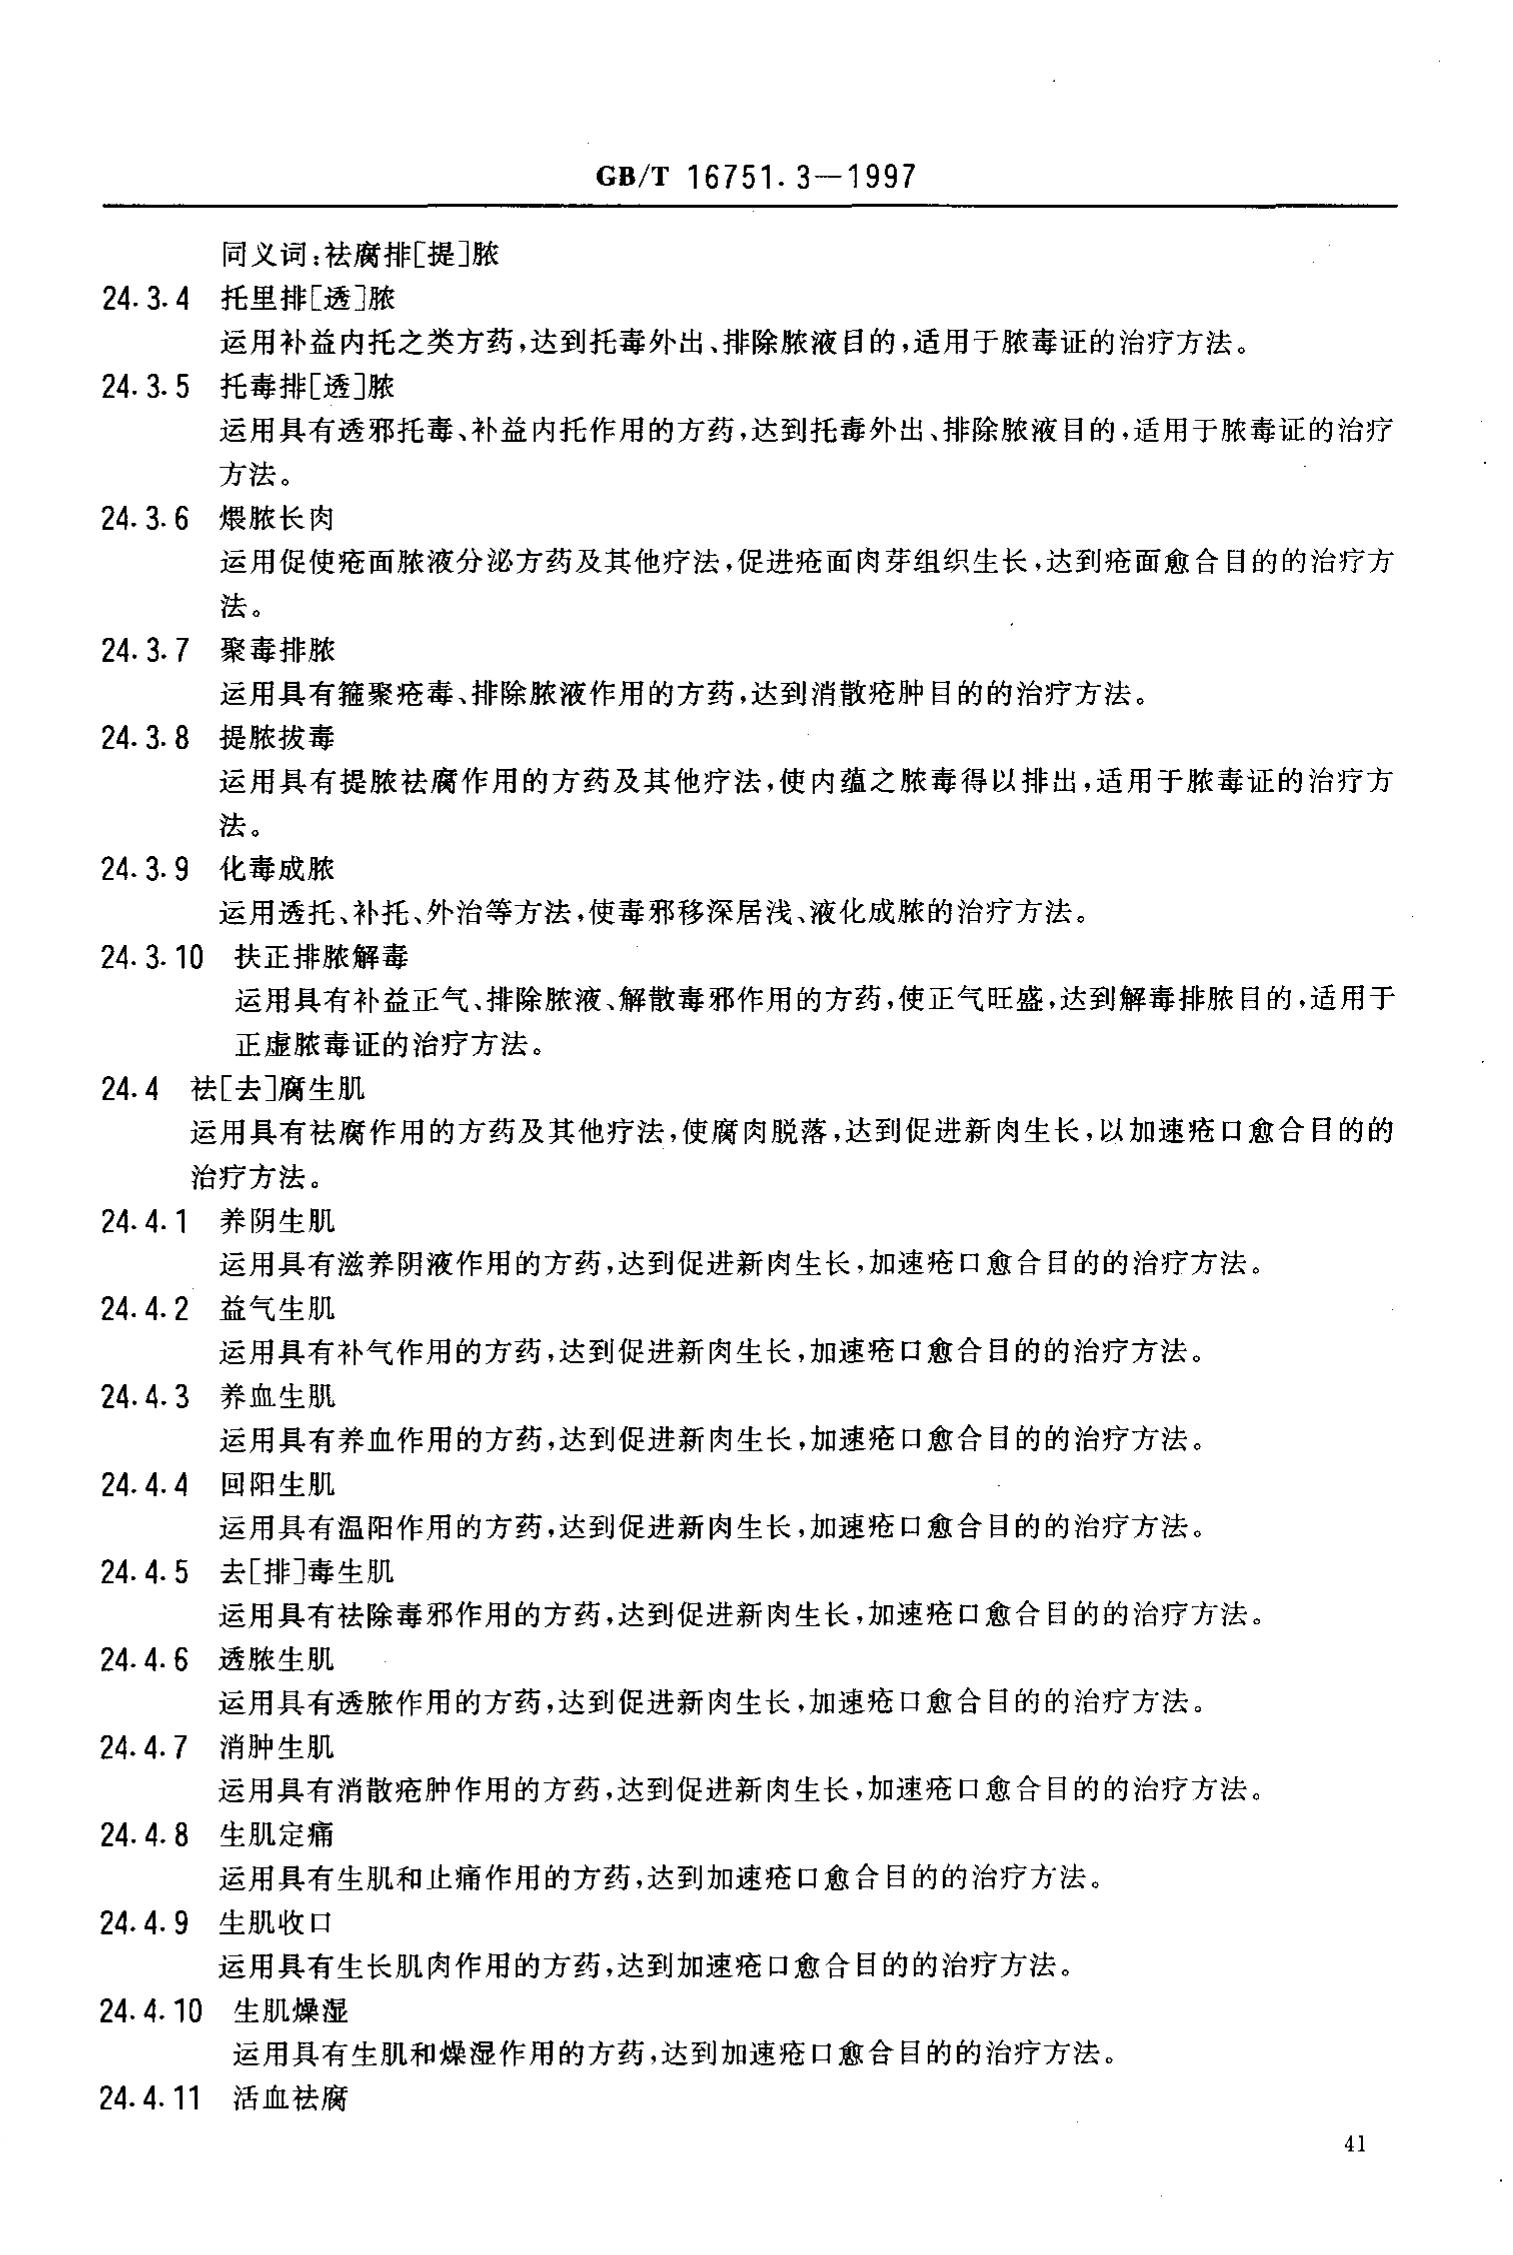 GB/T 16751.3—1997
同义词:祛腐排[提]脓
24.3.4 托里排[透]脓
运用补益内托之类方药,达到托毒外出、排除脓液目的,适用于脓毒证的治疗方法。
24.3.5 托毒排[透]脓
运用具有透邪托毒、补益内托作用的方药,达到托毒外出、排除脓液目的,适用于脓毒证的治疗
方法。
24.3.6 煨脓长肉
运用促使疮面脓液分泌方药及其他疗法,促进疮面肉芽组织生长,达到疮面愈合目的的治疗方
法。
24.3.7 聚毒排脓
运用具有箍聚疮毒、排除脓液作用的方药,达到消散疮肿目的的治疗方法。
24.3.8 提脓拔毒
运用具有提脓祛腐作用的方药及其他疗法,使内蕴之脓毒得以排出,适用于脓毒证的治疗方
法。
24.3.9 化毒成脓
运用透托、补托、外治等方法,使毒邪移深居浅、液化成脓的治疗方法。
24.3.10 扶正排脓解毒
运用具有补益正气、排除脓液、解散毒邪作用的方药,使正气旺盛,达到解毒排脓目的,适用于
正虚脓毒证的治疗方法。
24.4 祛[去]腐生肌
运用具有祛腐作用的方药及其他疗法,使腐肉脱落,达到促进新肉生长,以加速疮口愈合目的的
治疗方法。
24.4.1 养阴生肌
运用具有滋养阴液作用的方药,达到促进新肉生长,加速疮口愈合目的的治疗方法。
24.4.2 益气生肌
运用具有补气作用的方药,达到促进新肉生长,加速疮口愈合目的的治疗方法。
24.4.3 养血生肌
运用具有养血作用的方药,达到促进新肉生长,加速疮口愈合目的的治疗方法。
24.4.4 回阳生肌
运用具有温阳作用的方药,达到促进新肉生长,加速疮口愈合目的的治疗方法。
24.4.5 去[排]毒生肌
运用具有祛除毒邪作用的方药,达到促进新肉生长,加速疮口愈合目的的治疗方法。
24.4.6 透脓生肌
运用具有透脓作用的方药,达到促进新肉生长,加速疮口愈合目的的治疗方法。
24.4.7 消肿生肌
运用具有消散疮肿作用的方药,达到促进新肉生长,加速疮口愈合目的的治疗方法。
24.4.8 生肌定痛
运用具有生肌和止痛作用的方药,达到加速疮口愈合目的的治疗方法。
24.4.9 生肌收口
运用具有生长肌肉作用的方药,达到加速疮口愈合目的的治疗方法。
24.4.10 生肌燥湿
运用具有生肌和燥湿作用的方药,达到加速疮口愈合目的的治疗方法。
24.4.11 活血祛腐
41